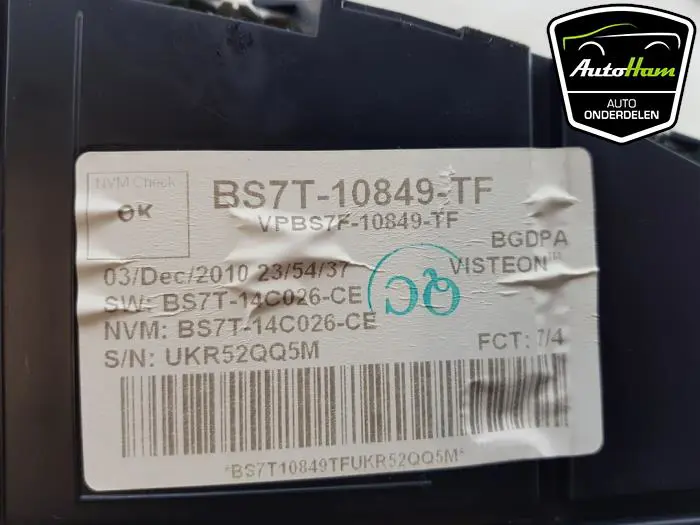 AutoHam
AUTO
ONDERDELEN
NVM Check
OK
BS7T-10849-TF
VPBS7F-10849-TF
BGDPA
03/Dec/2010 23/54/37
VISTEON™
SW: BS7T-14C026-CE
NVM: BS7T-14C026-CE
S/N: UKR52QQ5M
FCT: 7/4
*BS7T10849TFUKR52QQ5M*